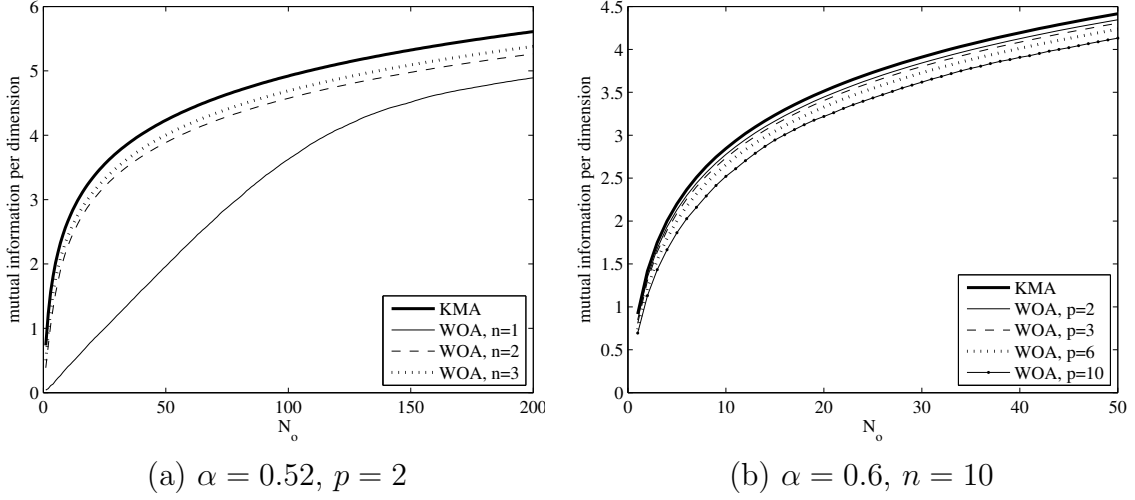 6
5
4
3
2
1
0
0 50 100 150 200
mutual information per dimension
N_o
KMA
WOA, n=1
WOA, n=2
WOA, n=3
(a) α = 0.52, p = 2
4.5
4
3.5
3
2.5
2
1.5
1
0.5
0
0 10 20 30 40 50
mutual information per dimension
N_o
KMA
WOA, p=2
WOA, p=3
WOA, p=6
WOA, p=10
(b) α = 0.6, n = 10